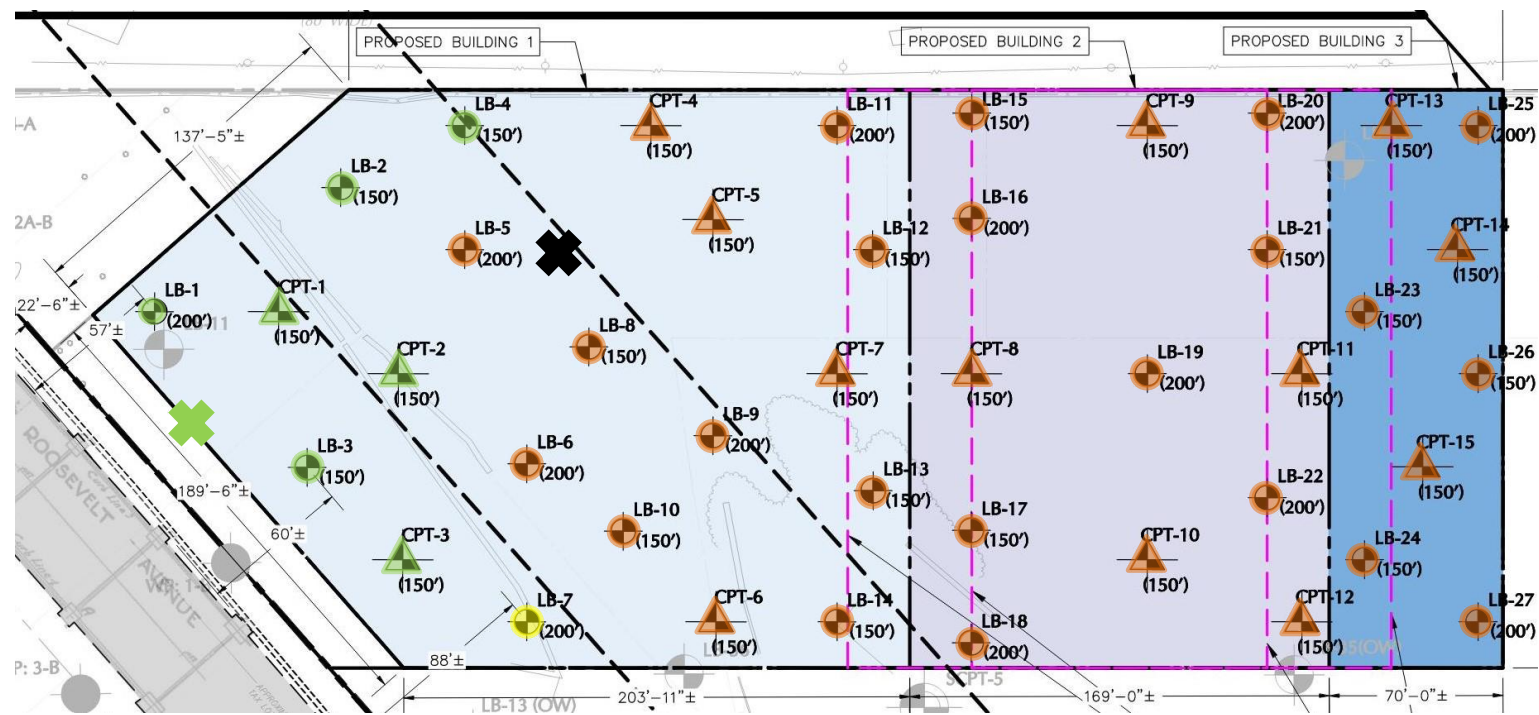 (80' WIDE)
PROPOSED BUILDING 1
PROPOSED BUILDING 2
PROPOSED BUILDING 3
LB-4
(150')
CPT-4
(150')
LB-11
(200')
LB-15
(150')
CPT-9
(150')
LB-20
(200')
CPT-13
(150')
LB-25
(200')
137'-5"±
LB-2
(150')
CPT-5
(150')
LB-16
(200')
2A-B
LB-5
(200')
LB-12
(150')
LB-21
(150')
CPT-14
(150')
LB-1
(200')
CPT-1
(150')
LB-23
(150')
22'-6"±
57'±
LB-8
(150')
CPT-2
(150')
CPT-7
(150')
CPT-8
(150')
LB-19
(200')
CPT-11
(150')
LB-26
(150')
LB-9
(200')
LB-3
(150')
LB-6
(200')
LB-13
(150')
LB-22
(200')
CPT-15
(150')
ROOSEVELT
AVENUE
189'-6"±
60'±
LB-10
(150')
LB-17
(150')
CPT-3
(150')
CPT-10
(150')
LB-24
(150')
LB-7
(200')
CPT-6
(150')
LB-14
(150')
LB-18
(200')
CPT-12
(150')
LB-27
(200')
P: 3-B
88'±
SCPT-5
203'-11"±
169'-0"±
70'-0"±
LB-13 (OW)